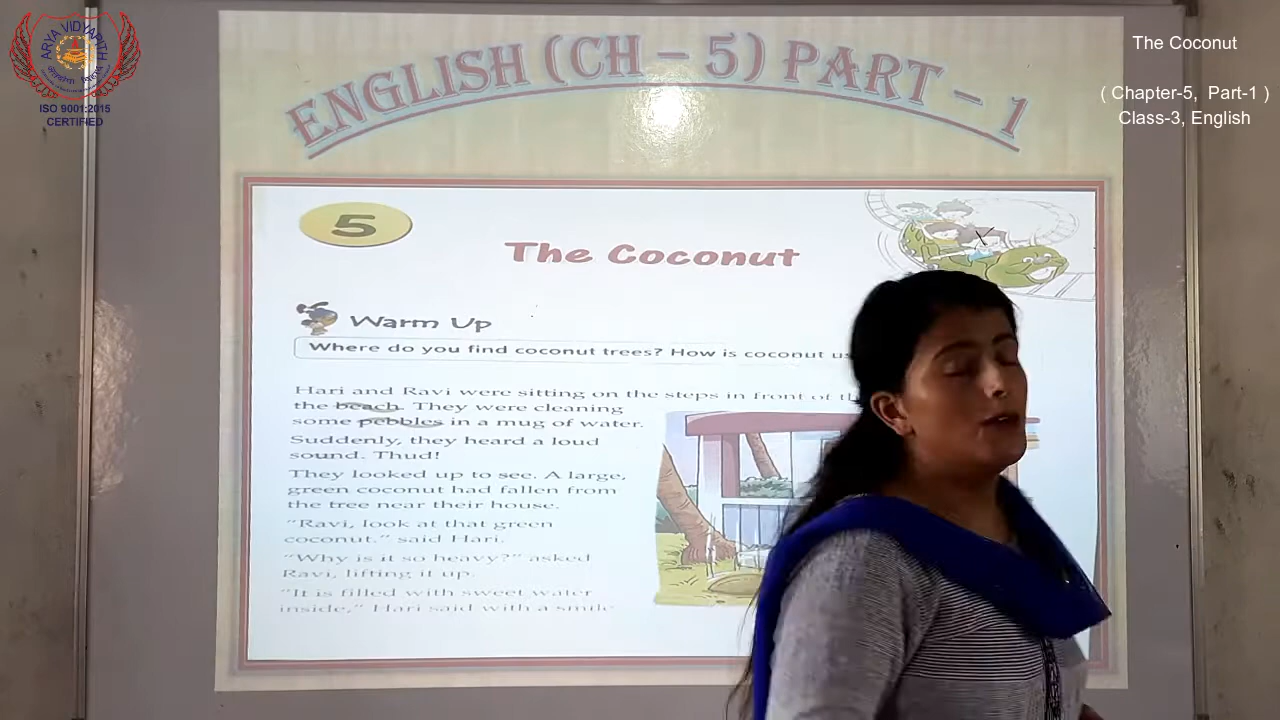 ARYA VIDYAPITH
ISO 9001:2015
CERTIFIED
ENGLISH (CH – 5) PART – 1
The Coconut
( Chapter-5, Part-1 )
Class-3, English
5
The Coconut
Warm Up
Where do you find coconut trees? How is coconut
Hari and Ravi were sitting on the steps in front of
the beach. They were cleaning
some pebbles in a mug of water.
Suddenly, they heard a loud
sound. Thud!
They looked up to see. A large,
green coconut had fallen from
the tree near their house.
"Ravi, look at that green
coconut." said Hari.
"Why is it so heavy?" asked
Ravi, lifting it up.
"It is filled with sweet water
inside," Hari said with a smile